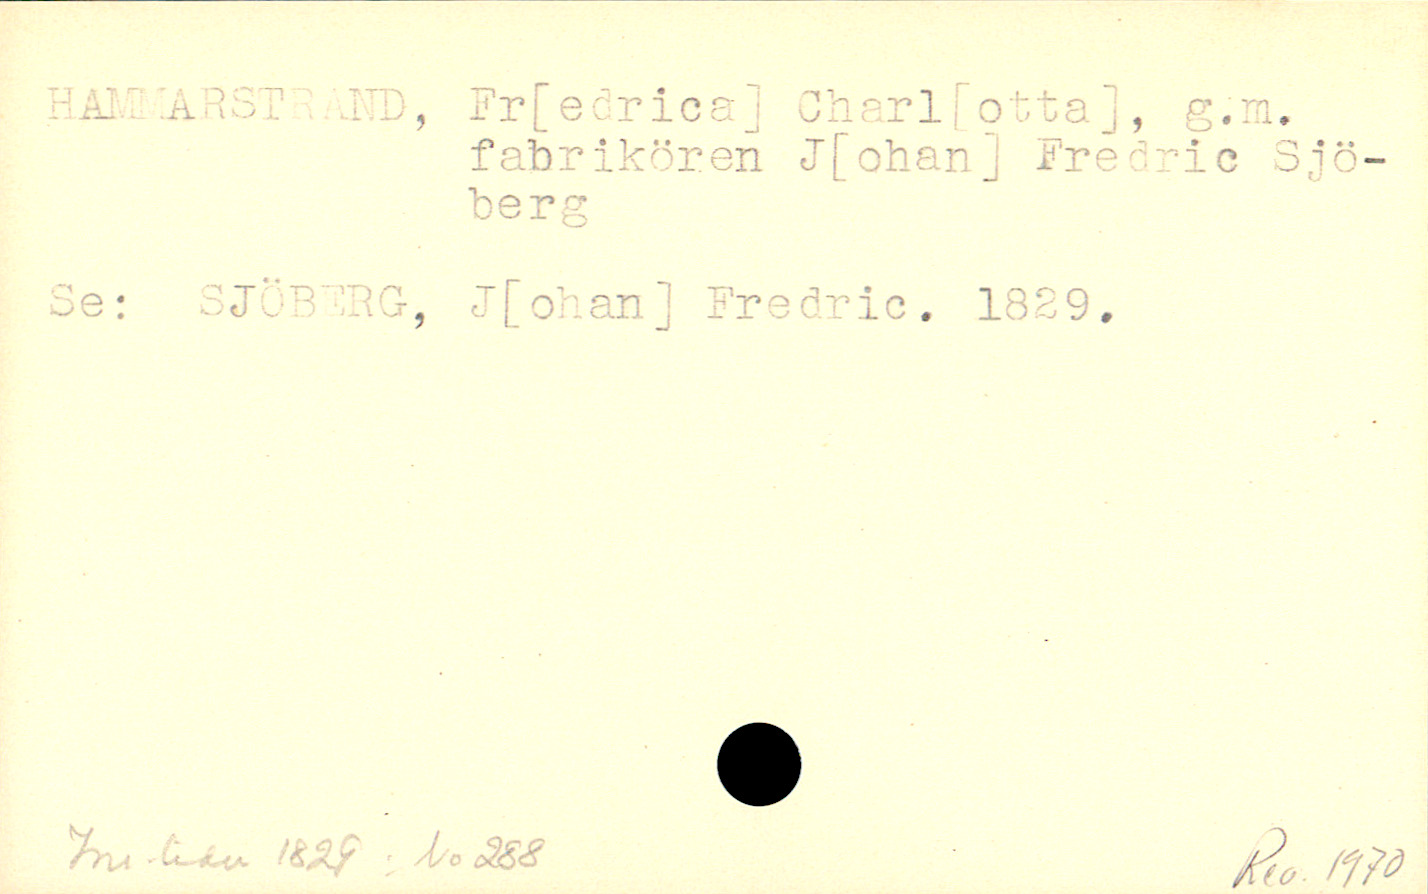 HAMMARSTRAND, Fr[edrica] Charl[otta], g.m.
fabrikören J[ohan] Fredric Sjö-
berg
Se: SJÖBERG, J[ohan] Fredric. 1829.
1829 : No 288
Rev. 1970